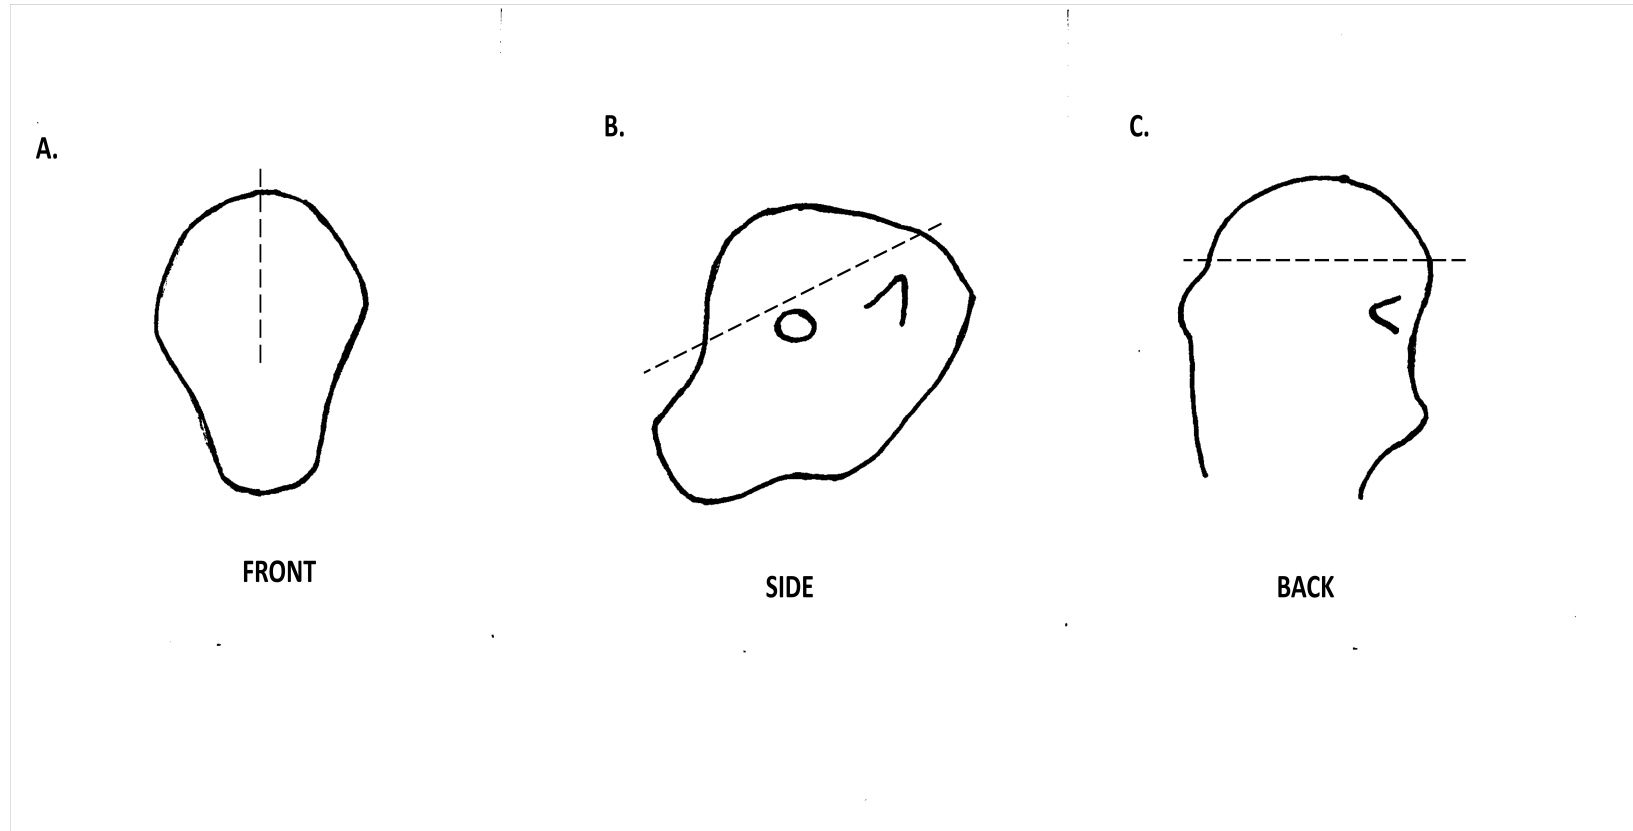 A.
B.
C.
FRONT
SIDE
BACK